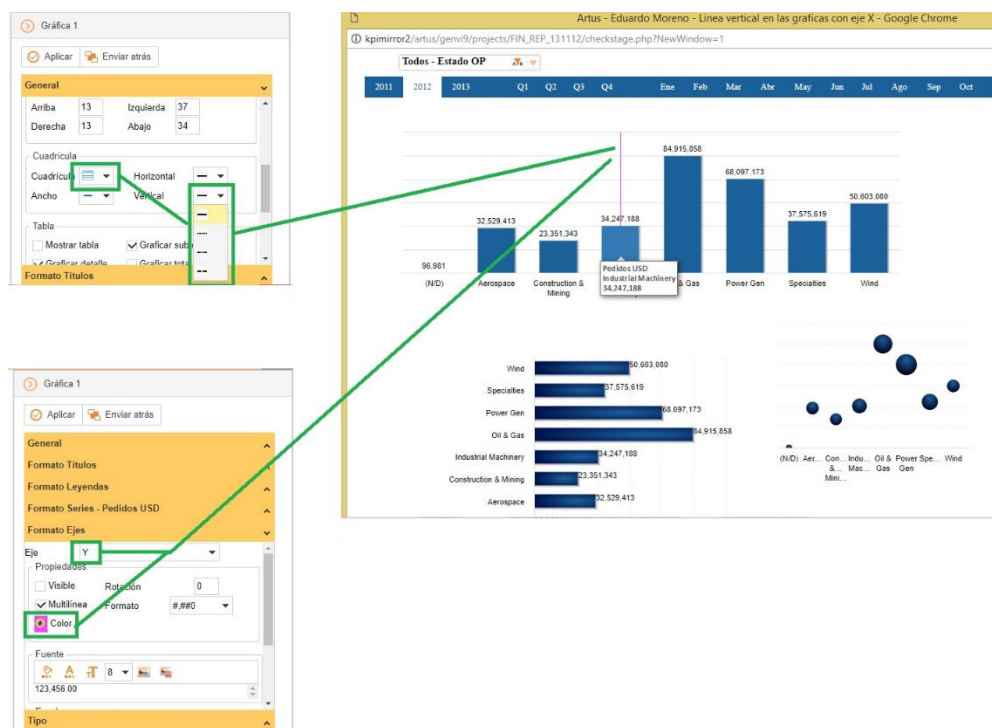 Gráfica 1
Aplicar Enviar atrás
General
Arriba 13 Izquierda 37
Derecha 13 Abajo 34
Cuadrícula
Cuadrícula Horizontal
Ancho Vertical
Tabla
Mostrar tabla Graficar sub
Graficar detalle Graficar tota
Formato Títulos
Artus - Eduardo Moreno - Linea vertical en las graficas con eje X - Google Chrome
kpimirror2/artus/genvi9/projects/FIN_REP_131112/checkstage.php?NewWindow=1
Todos - Estado OP
2011 2012 2013 Q1 Q2 Q3 Q4 Ene Feb Mar Abr May Jun Jul Ago Sep Oct
84,915,858
68,097,173
50,603,080
37,575,619
32,529,413
34,247,188
23,351,343
96,981
Pedidos USD
Industrial Machinery
34,247,188
(N/D) Aerospace Construction & Mining & Gas Power Gen Specialties Wind
Wind 50,603,080
Specialties 37,575,619
Power Gen 68,097,173
Oil & Gas 84,915,858
Industrial Machinery 34,247,188
Construction & Mining 23,351,343
Aerospace 32,529,413
(N/D) Aer... Con... Indu... Oil & Power Spe... Wind
&... Mac... Gas Gen
Mini...
Gráfica 1
Aplicar Enviar atrás
General
Formato Títulos
Formato Leyendas
Formato Series - Pedidos USD
Formato Ejes
Eje Y
Propiedades
Visible Rotación 0
Multilínea Formato #,##0
Color
Fuente
8
123,456.00
Tipo